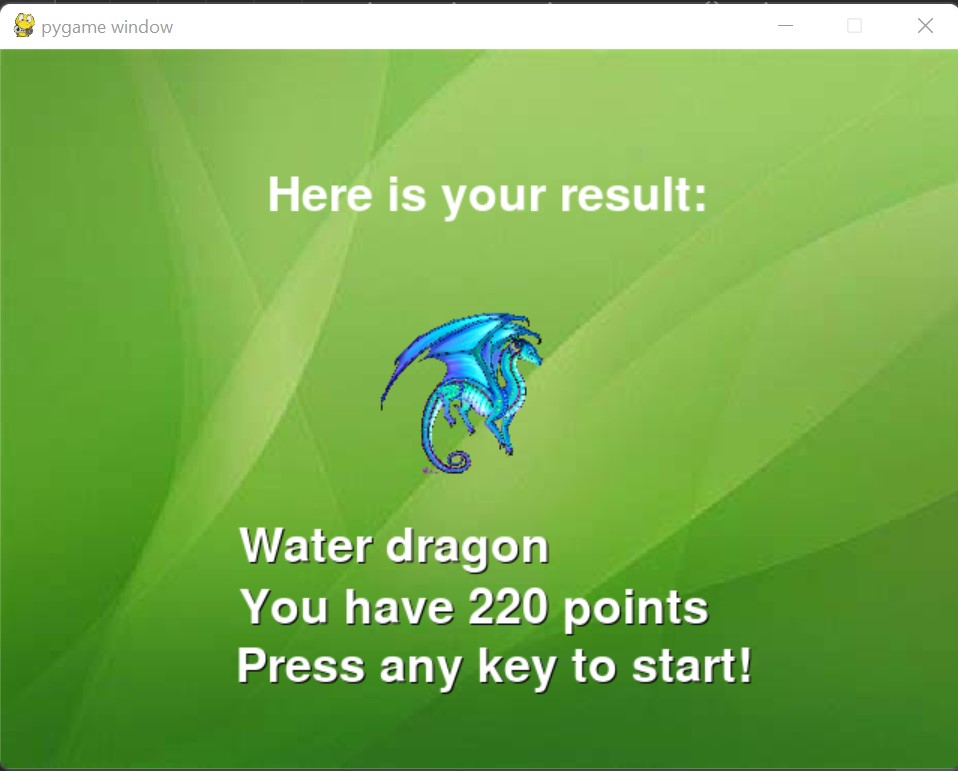 pygame window
Here is your result:
Water dragon
You have 220 points
Press any key to start!